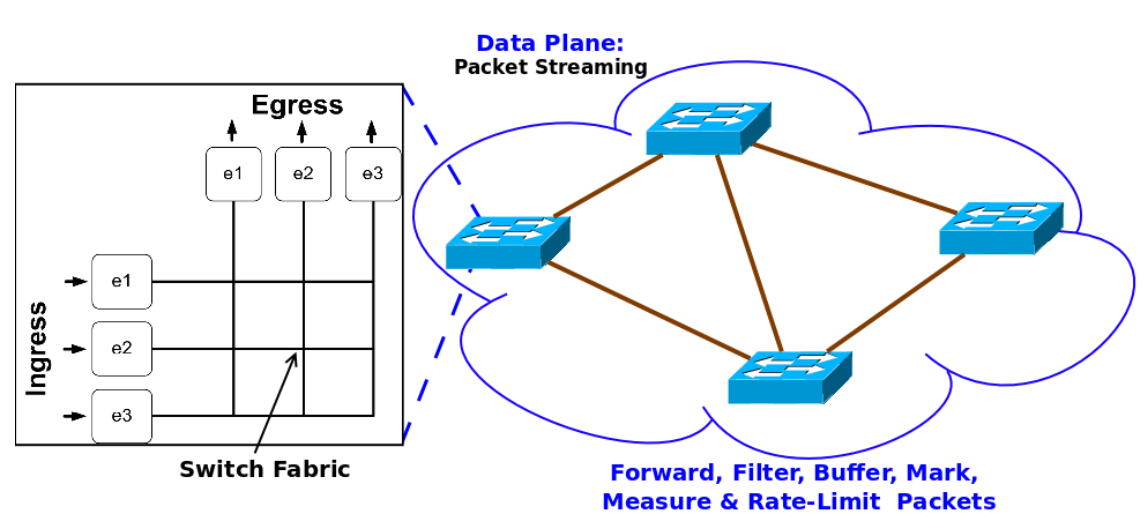 Data Plane:
Packet Streaming
Egress
e1 e2 e3
Ingress
e1
e2
e3
Switch Fabric
Forward, Filter, Buffer, Mark,
Measure & Rate-Limit Packets